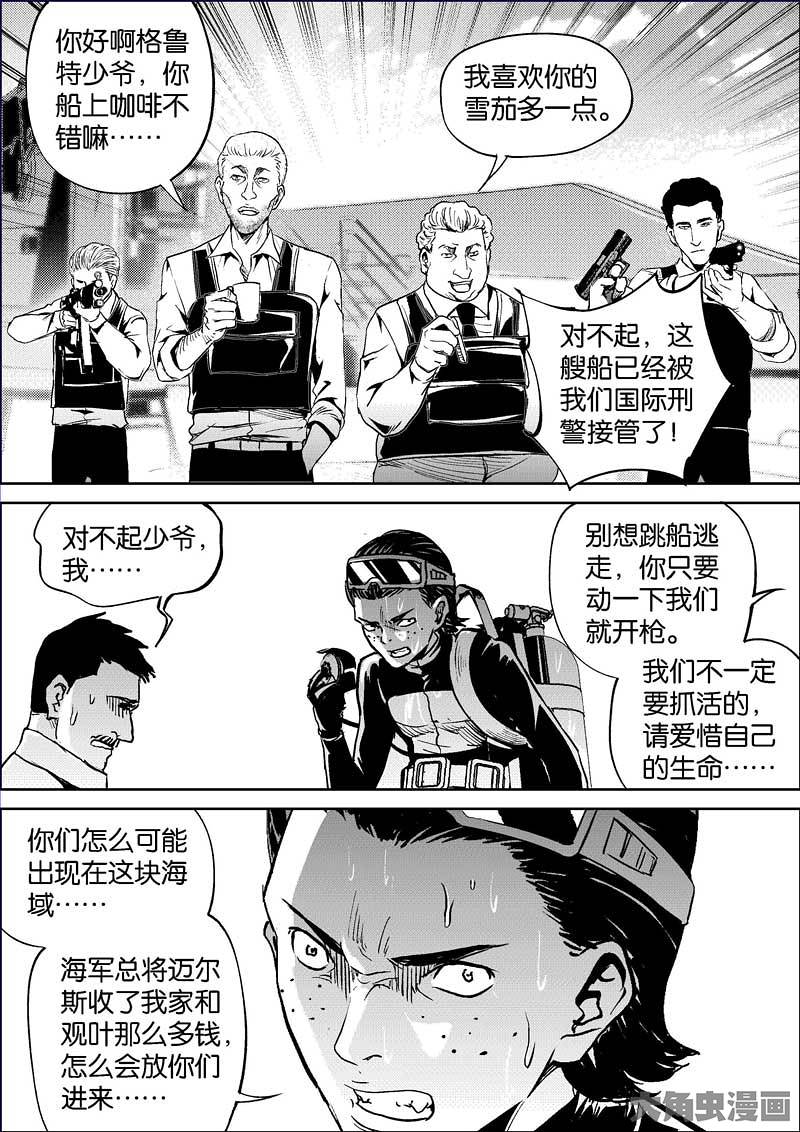 你好啊格鲁
特少爷，你
船上咖啡不
错嘛……
我喜欢你的
雪茄多一点。
对不起，这
艘船已经被
我们国际刑
警接管了！
对不起少爷，
我……
别想跳船逃
走，你只要
动一下我们
就开枪。
我们不一定
要抓活的，
请爱惜自己
的生命……
你们怎么可能
出现在这块海
域……
海军总将迈尔
斯收了我家和
观叶那么多钱，
怎么会放你们
进来……
大角虫漫画